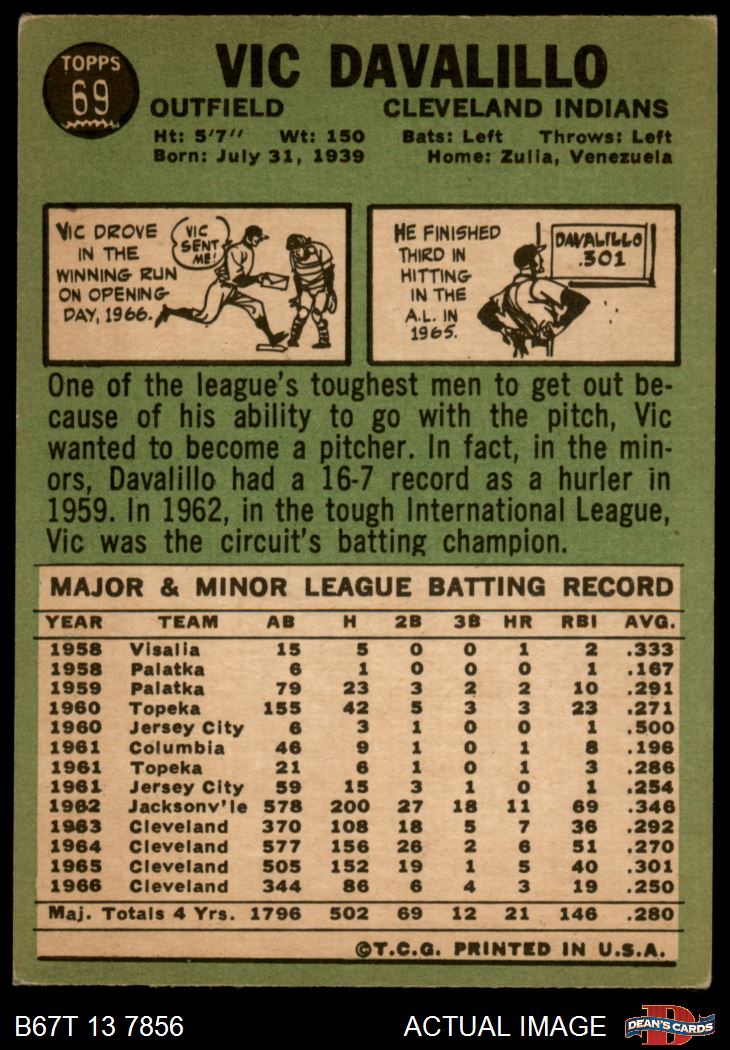 TOPPS
69
VIC DAVALILLO
OUTFIELD CLEVELAND INDIANS
Ht: 5'7" Wt: 150 Bats: Left Throws: Left
Born: July 31, 1939 Home: Zulia, Venezuela
VIC DROVE
IN THE
WINNING RUN
ON OPENING
DAY, 1966.
VIC
SENT
ME!
HE FINISHED
THIRD IN
HITTING
IN THE
A.L. IN
1965.
DAVALILLO
.301
One of the league's toughest men to get out be-
cause of his ability to go with the pitch, Vic
wanted to become a pitcher. In fact, in the min-
ors, Davalillo had a 16-7 record as a hurler in
1959. In 1962, in the tough International League,
Vic was the circuit's batting champion.
MAJOR & MINOR LEAGUE BATTING RECORD
YEAR TEAM AB H 2B 3B HR RBI AVG.
1958 Visalia 15 5 0 0 1 2 .333
1958 Palatka 6 1 0 0 0 1 .167
1959 Palatka 79 23 3 2 2 10 .291
1960 Topeka 155 42 5 3 3 23 .271
1960 Jersey City 6 3 1 0 0 1 .500
1961 Columbia 46 9 1 0 1 8 .196
1961 Topeka 21 6 1 0 1 3 .286
1961 Jersey City 59 15 3 1 0 1 .254
1962 Jacksonv'le 578 200 27 18 11 69 .346
1963 Cleveland 370 108 18 5 7 36 .292
1964 Cleveland 577 156 26 2 6 51 .270
1965 Cleveland 505 152 19 1 5 40 .301
1966 Cleveland 344 86 6 4 3 19 .250
Maj. Totals 4 Yrs. 1796 502 69 12 21 146 .280
©T.C.G. PRINTED IN U.S.A.
B67T 13 7856 ACTUAL IMAGE
D
DEAN'S CARDS